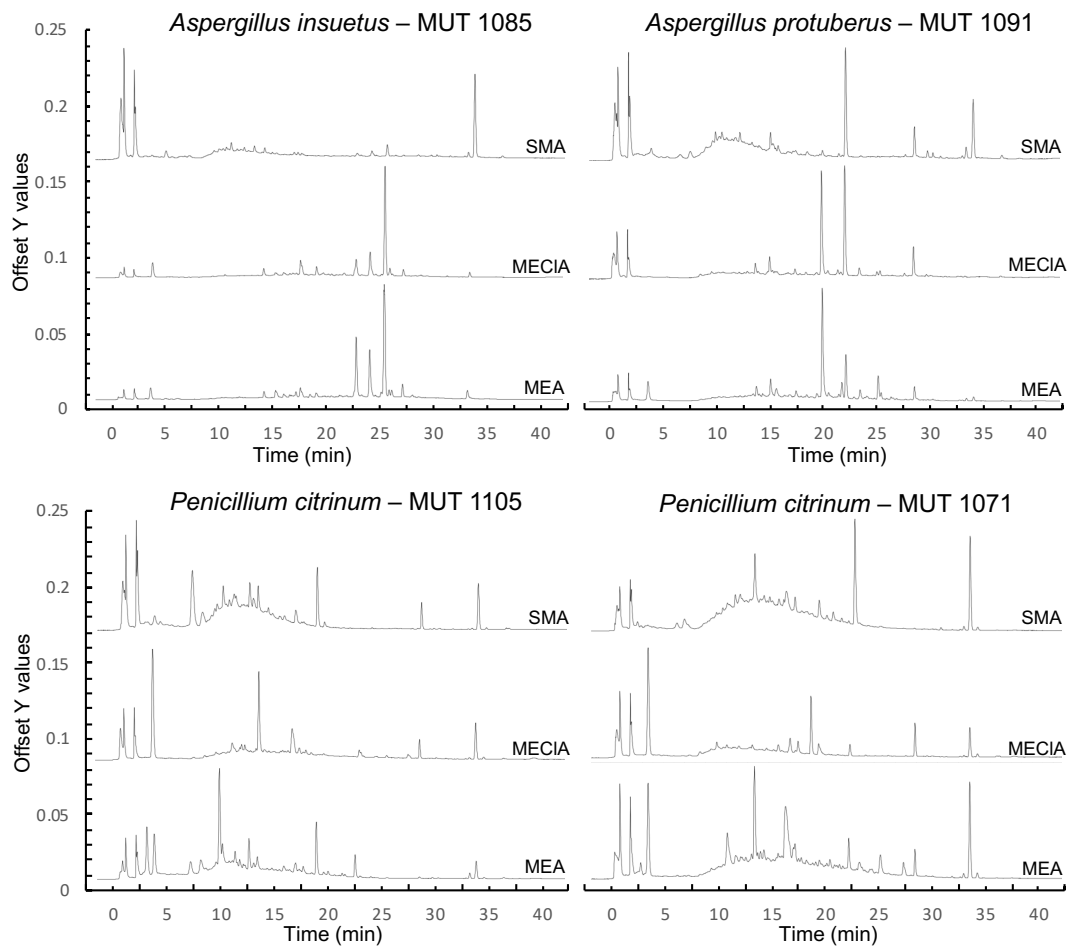 Aspergillus insuetus – MUT 1085
0.25
0.2
0.15
0.1
0.05
0
Offset Y values
SMA
MECIA
MEA
0 5 10 15 20 25 30 35 40
Time (min)
Aspergillus protuberus – MUT 1091
SMA
MECIA
MEA
0 5 10 15 20 25 30 35 40
Time (min)
Penicillium citrinum – MUT 1105
0.25
0.2
0.15
0.1
0.05
0
Offset Y values
SMA
MECIA
MEA
0 5 10 15 20 25 30 35 40
Time (min)
Penicillium citrinum – MUT 1071
SMA
MECIA
MEA
0 5 10 15 20 25 30 35 40
Time (min)